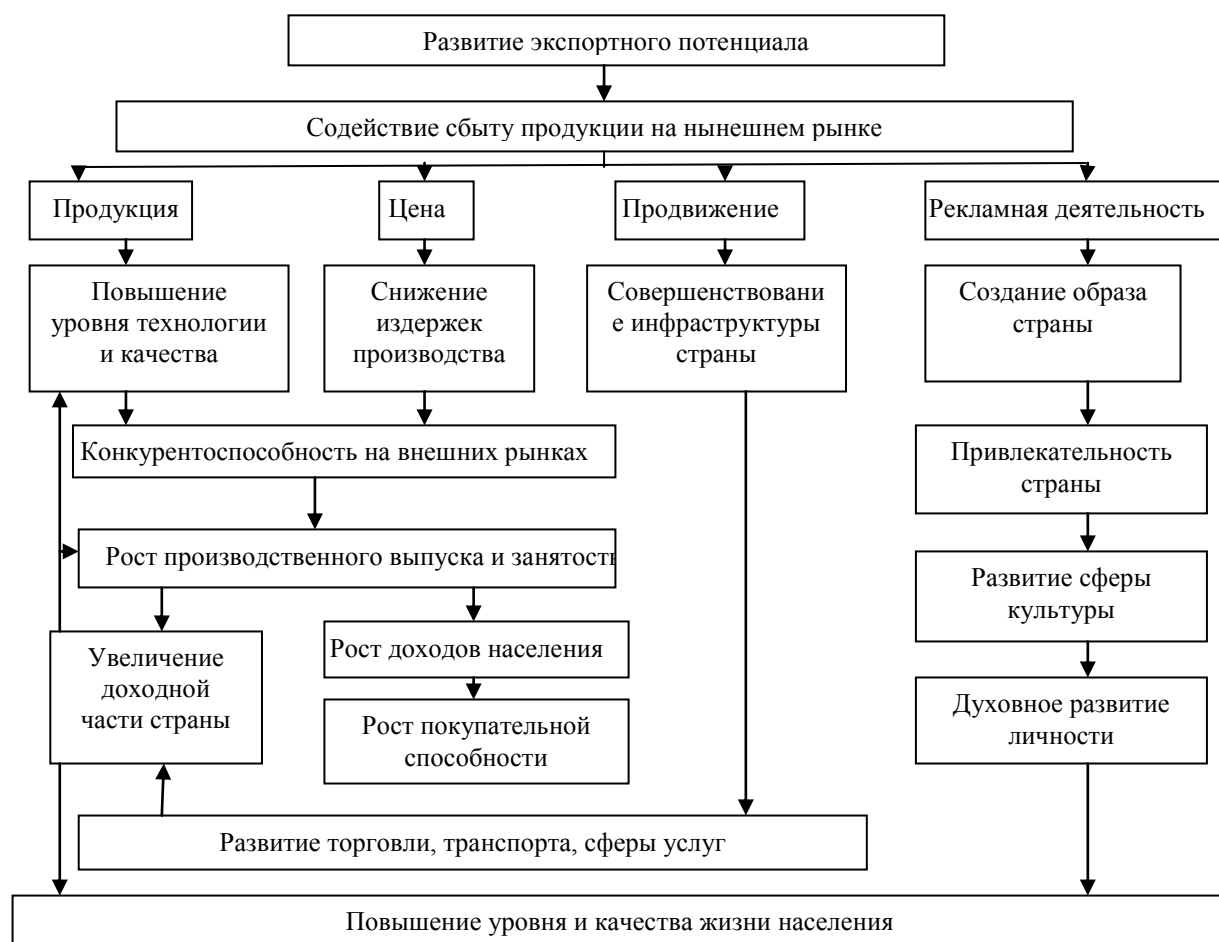 Развитие экспортного потенциала
Содействие сбыту продукции на нынешнем рынке
Продукция
Цена
Продвижение
Рекламная деятельность
Повышение
уровня технологии
и качества
Снижение
издержек
производства
Совершенствовани
е инфраструктуры
страны
Создание образа
страны
Конкурентоспособность на внешних рынках
Привлекательность
страны
Рост производственного выпуска и занятость
Развитие сферы
культуры
Увеличение
доходной
части страны
Рост доходов населения
Рост покупательной
способности
Духовное развитие
личности
Развитие торговли, транспорта, сферы услуг
Повышение уровня и качества жизни населения